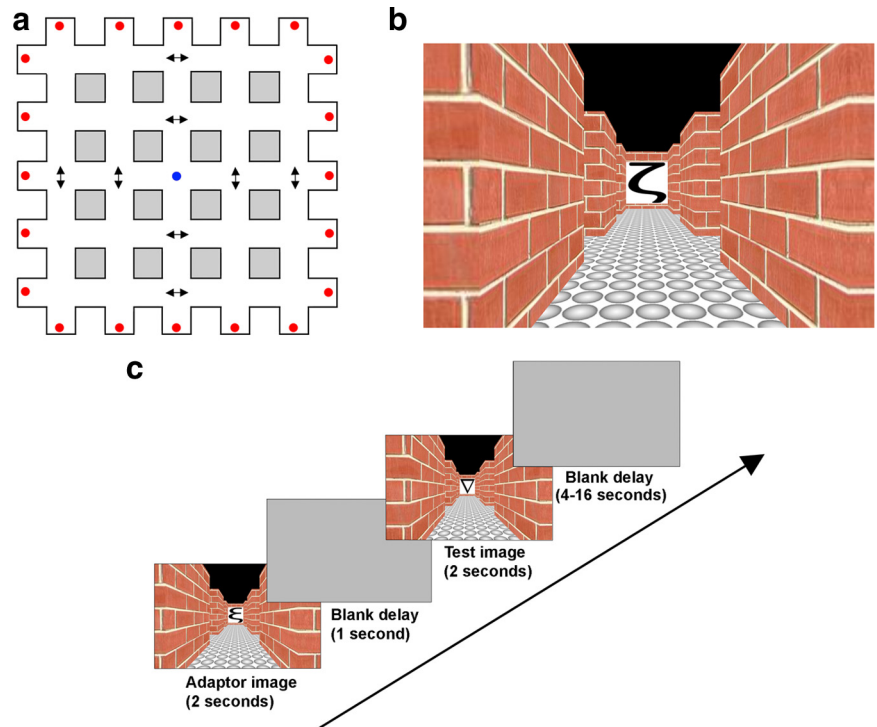 a
b
ζ
c
Blank delay
(4-16 seconds)
∇
Test image
(2 seconds)
Blank delay
(1 second)
ξ
Adaptor image
(2 seconds)